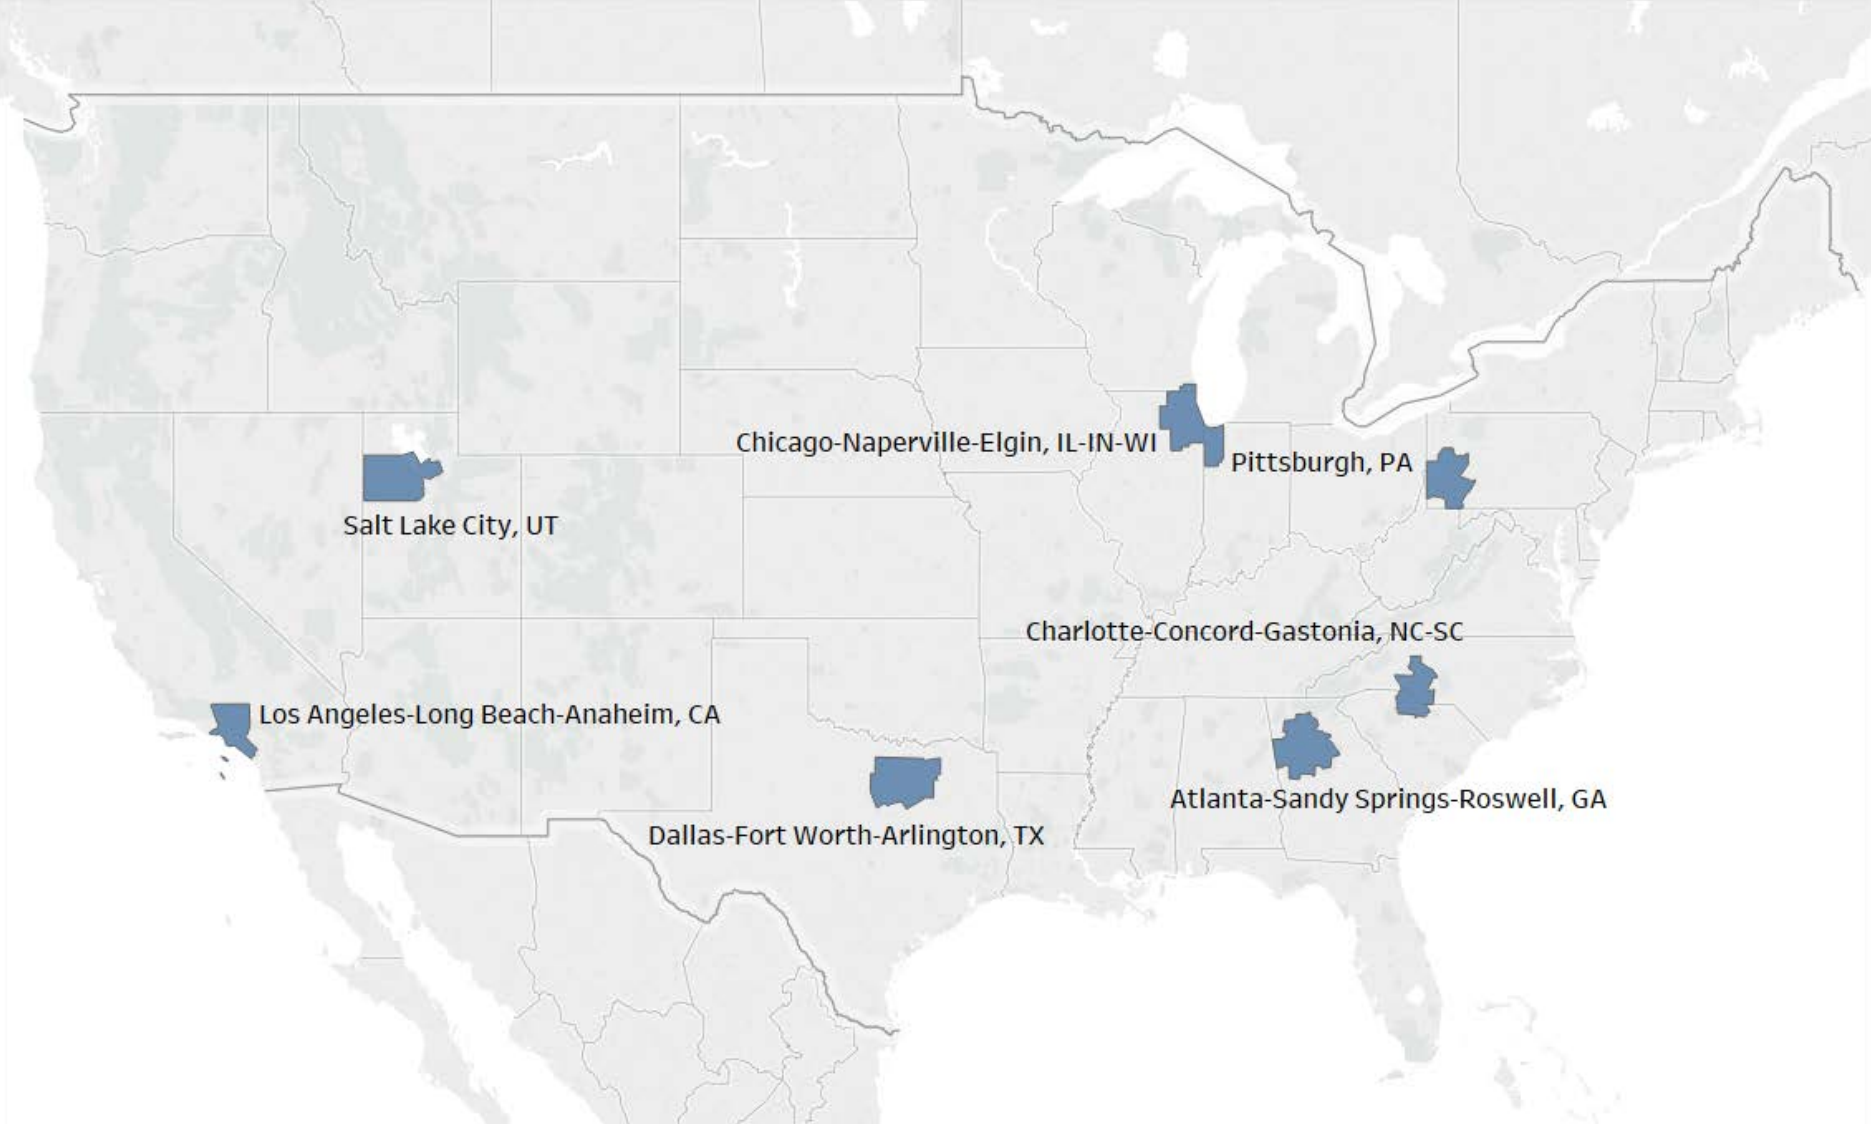 Chicago-Naperville-Elgin, IL-IN-WI
Pittsburgh, PA
Salt Lake City, UT
Charlotte-Concord-Gastonia, NC-SC
Los Angeles-Long Beach-Anaheim, CA
Atlanta-Sandy Springs-Roswell, GA
Dallas-Fort Worth-Arlington, TX